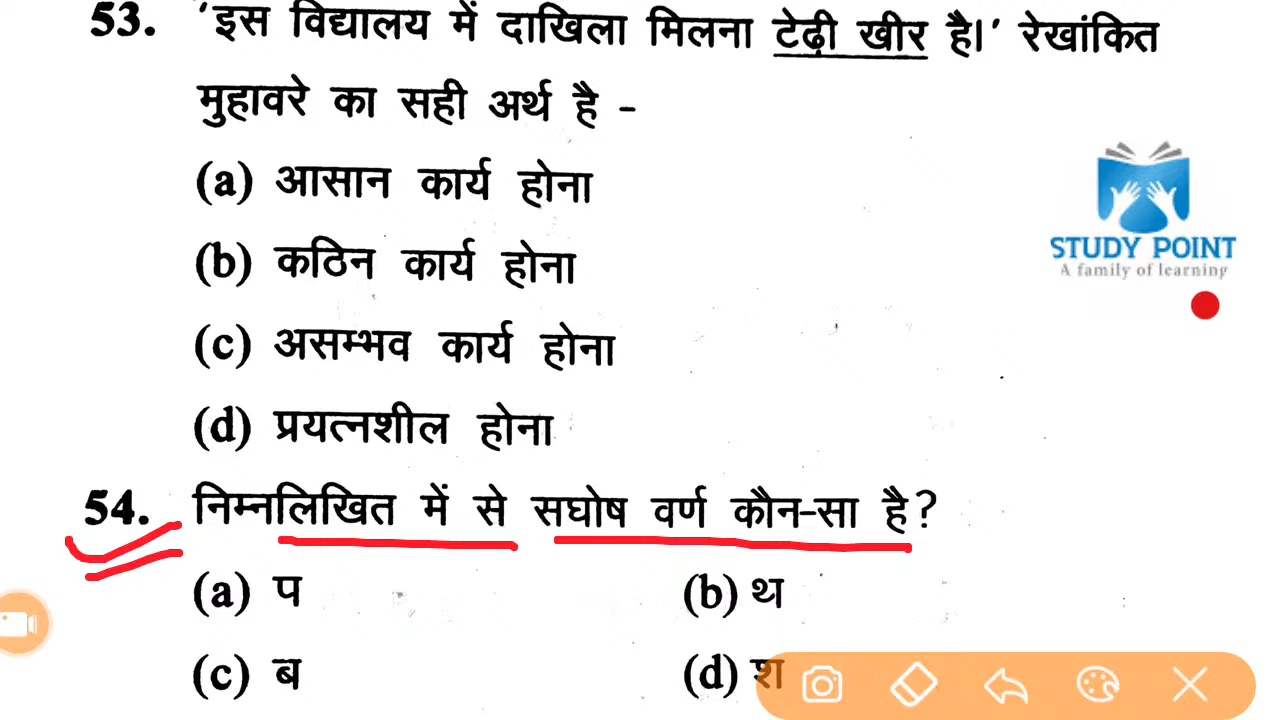 53. 'इस विद्यालय में दाखिला मिलना टेढ़ी खीर है।' रेखांकित
मुहावरे का सही अर्थ है -
(a) आसान कार्य होना
(b) कठिन कार्य होना
(c) असम्भव कार्य होना
(d) प्रयत्नशील होना
STUDY POINT
A family of learning
54. निम्नलिखित में से सघोष वर्ण कौन-सा है?
(a) प (b) थ
(c) ब (d) श